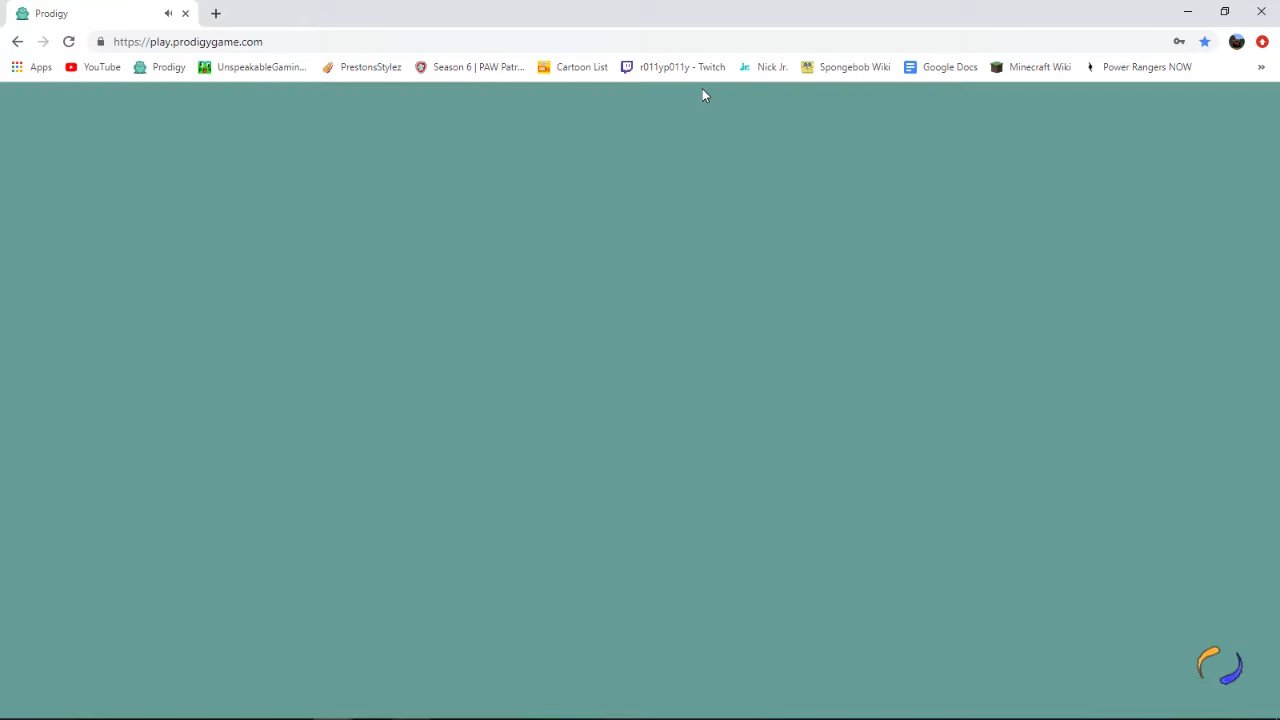 Prodigy
https://play.prodigygame.com
Apps YouTube Prodigy UnspeakableGamin... PrestonsStylez Season 6 | PAW Patr... Cartoon List r011yp011y - Twitch Nick Jr. Spongebob Wiki Google Docs Minecraft Wiki Power Rangers NOW »